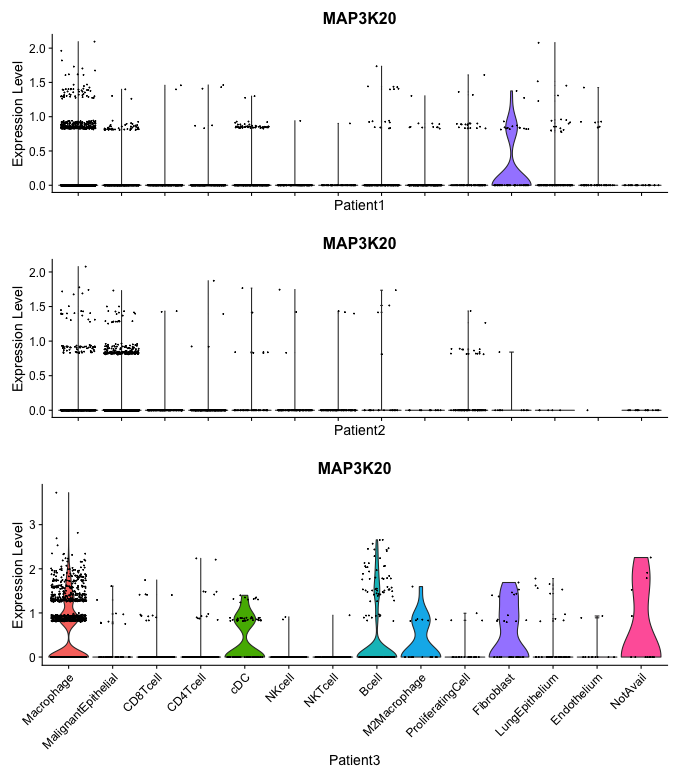 MAP3K20
Expression Level
2.0
1.5
1.0
0.5
0.0
Patient1
MAP3K20
Expression Level
2.0
1.5
1.0
0.5
0.0
Patient2
MAP3K20
Expression Level
3
2
1
0
Macrophage
MalignantEpithelial
CD8Tcell
CD4Tcell
cDC
NKcell
NKTcell
Bcell
M2Macrophage
ProliferatingCell
Fibroblast
LungEpithelium
Endothelium
NotAvail
Patient3